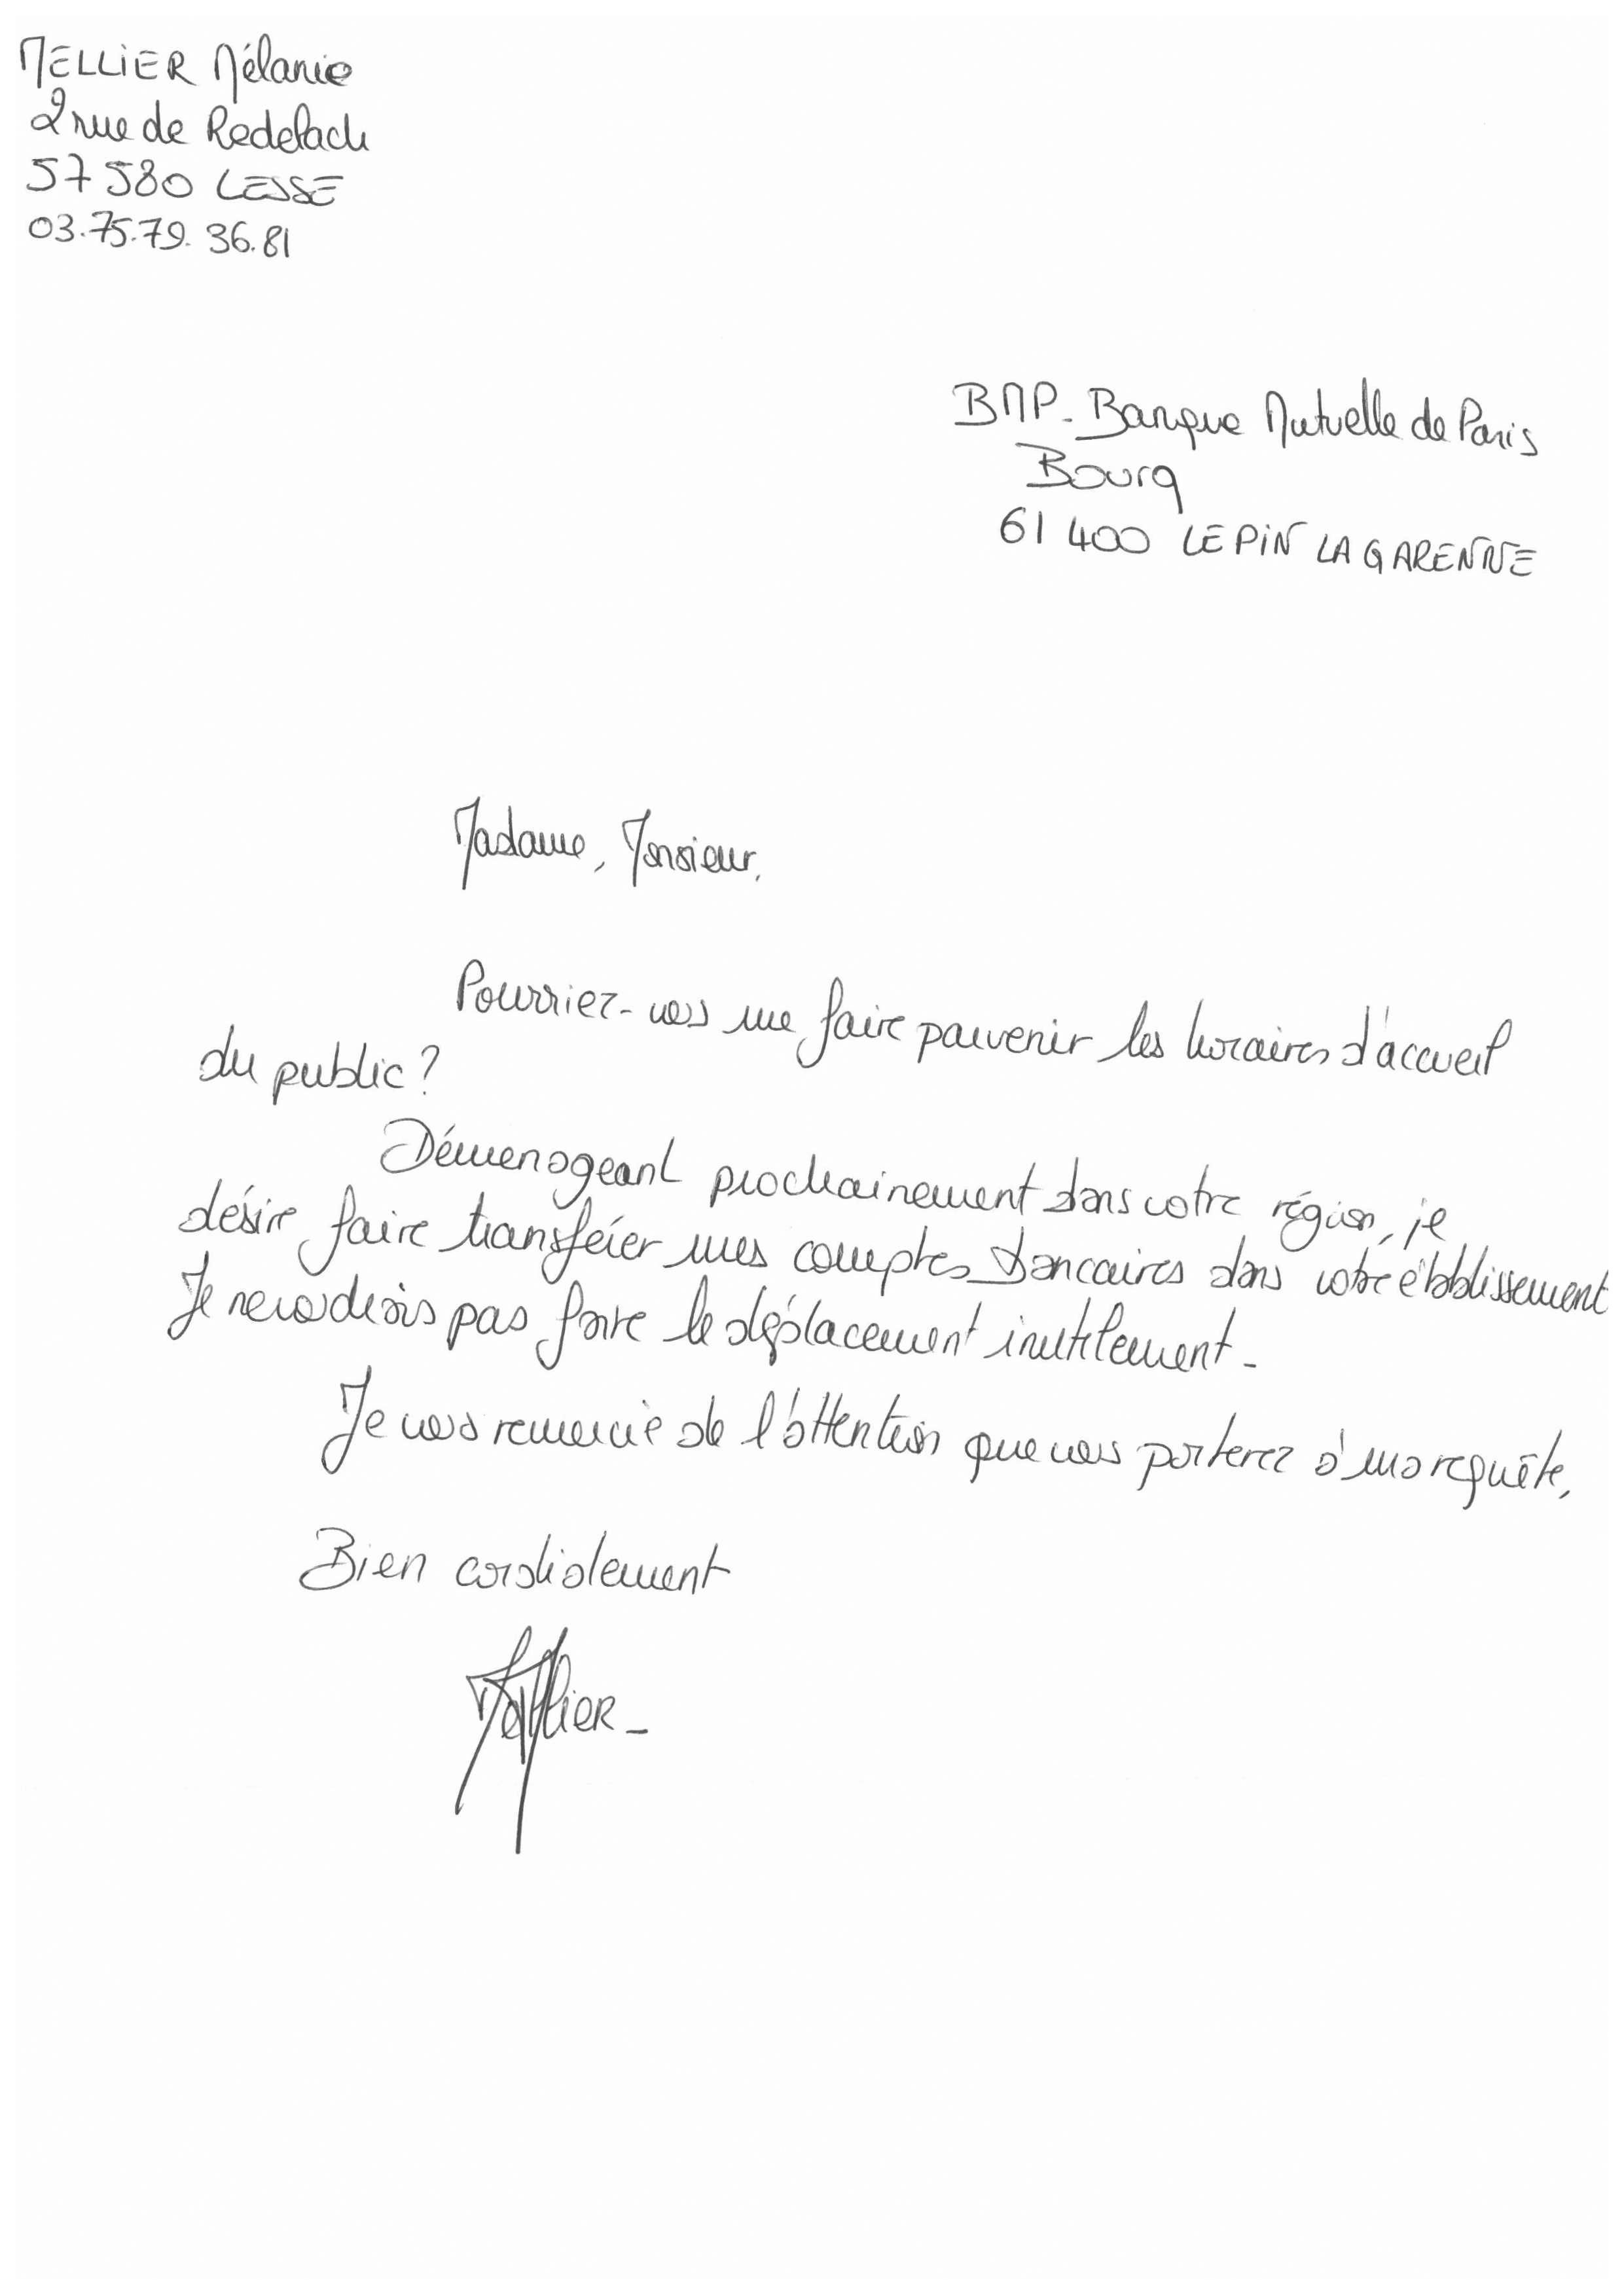 MELLIER Mélanie
2 rue de Redelach
57 580 LESSE
03.75.79.36.81
BMP - Banque Mutuelle de Paris
Bourg
61 400 LE PIN LA GARENNE
Madame, Monsieur,
Pourriez-vous me faire parvenir les horaires d'accueil
du public ?
Déménageant prochainement dans votre région, je
désire faire transférer mes comptes bancaires dans votre établissement
Je ne voudrais pas faire le déplacement inutilement.
Je vous remercie de l'attention que vous porterez à ma requête,
Bien cordialement
Mellier